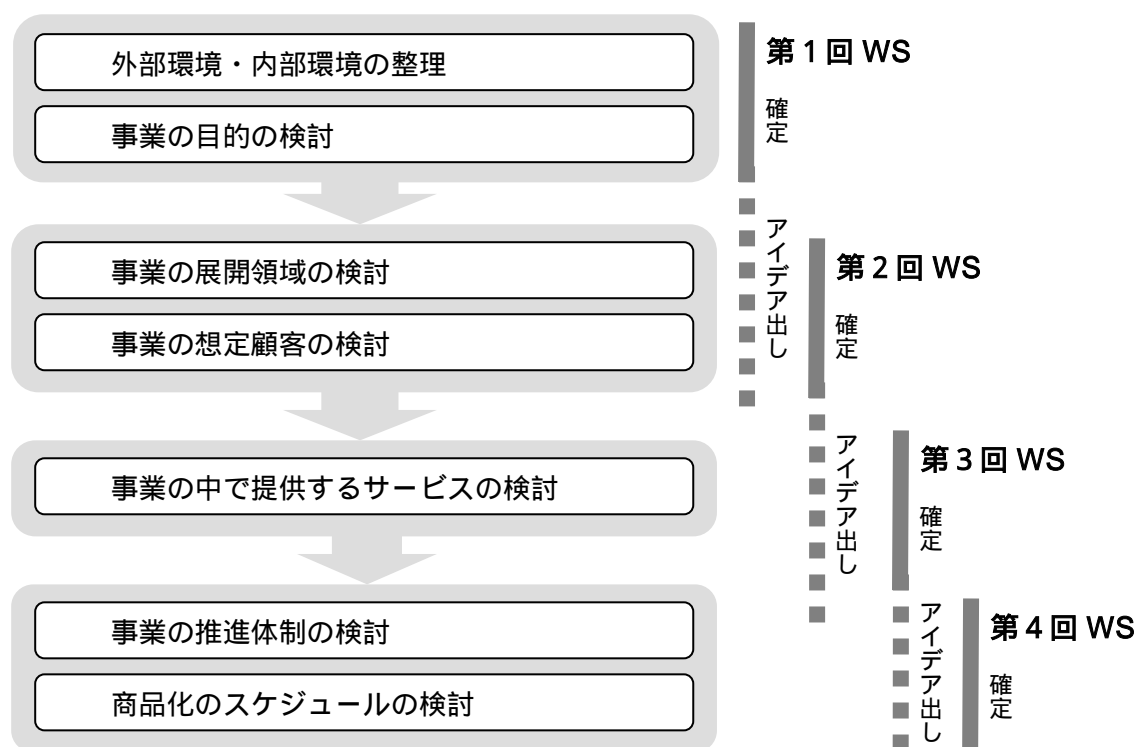 外部環境・内部環境の整理
事業の目的の検討
第1回 WS
確定
アイデア出し
事業の展開領域の検討
事業の想定顧客の検討
第2回 WS
確定
アイデア出し
事業の中で提供するサービスの検討
第3回 WS
確定
アイデア出し
事業の推進体制の検討
商品化のスケジュールの検討
第4回 WS
確定